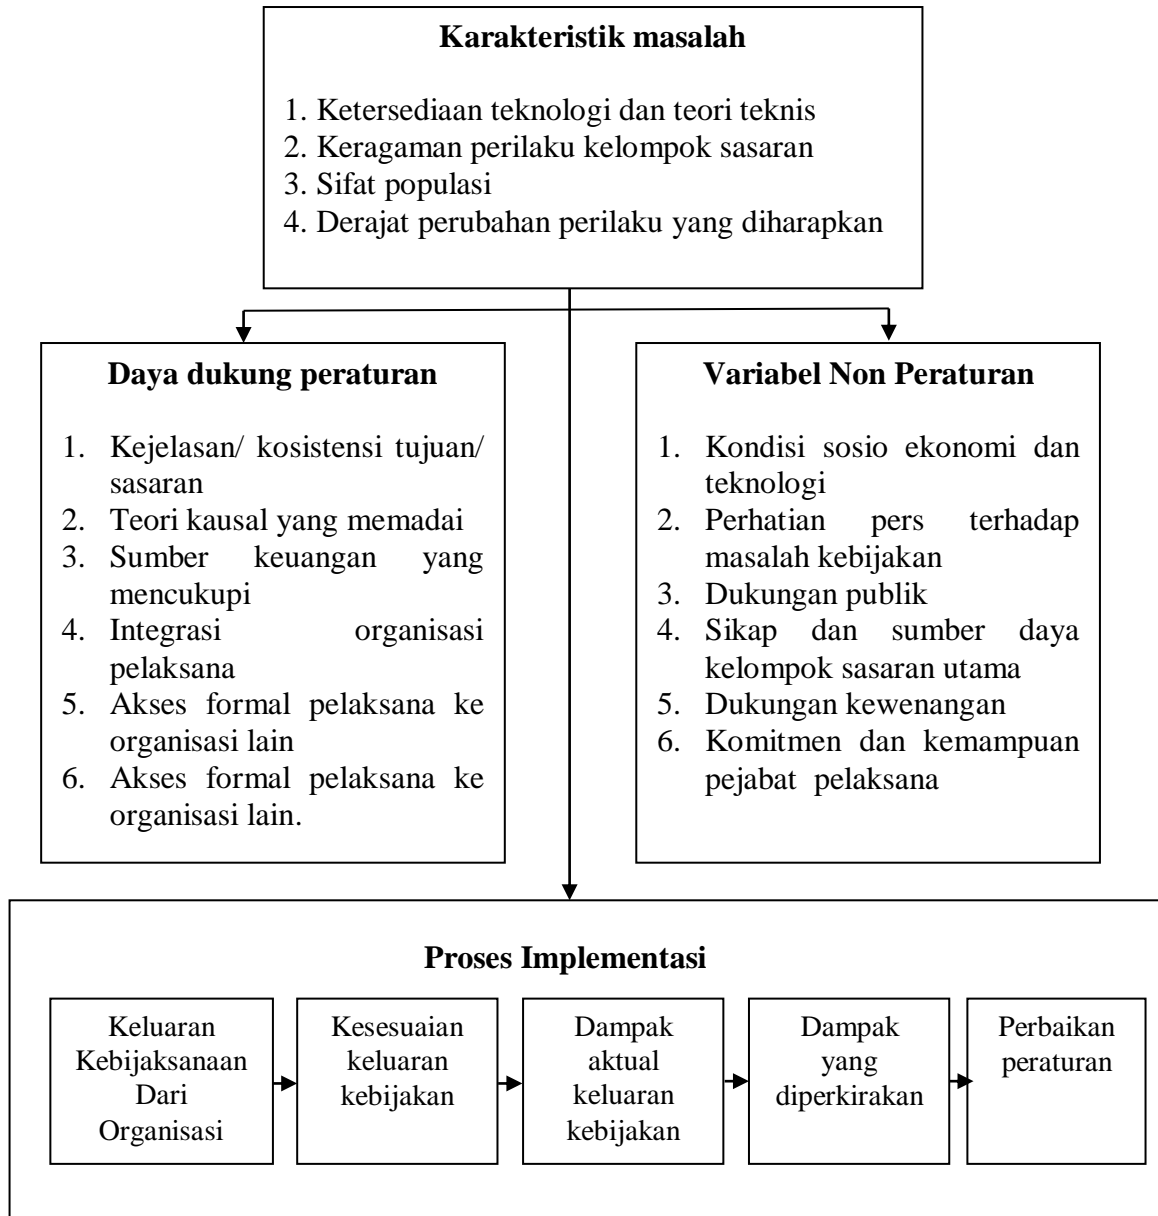 Karakteristik masalah
1. Ketersediaan teknologi dan teori teknis
2. Keragaman perilaku kelompok sasaran
3. Sifat populasi
4. Derajat perubahan perilaku yang diharapkan
Daya dukung peraturan
1. Kejelasan/ kosistensi tujuan/
sasaran
2. Teori kausal yang memadai
3. Sumber keuangan yang
mencukupi
4. Integrasi organisasi
pelaksana
5. Akses formal pelaksana ke
organisasi lain
6. Akses formal pelaksana ke
organisasi lain.
Variabel Non Peraturan
1. Kondisi sosio ekonomi dan
teknologi
2. Perhatian pers terhadap
masalah kebijakan
3. Dukungan publik
4. Sikap dan sumber daya
kelompok sasaran utama
5. Dukungan kewenangan
6. Komitmen dan kemampuan
pejabat pelaksana
Proses Implementasi
Keluaran
Kebijaksanaan
Dari
Organisasi
Kesesuaian
keluaran
kebijakan
Dampak
aktual
keluaran
kebijakan
Dampak
yang
diperkirakan
Perbaikan
peraturan